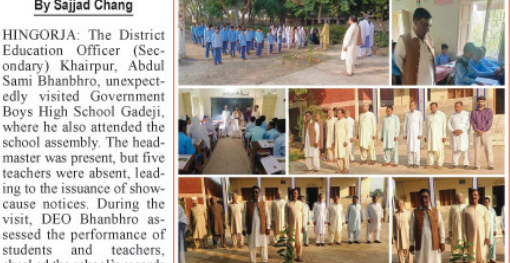 By Sajjad Chang
HINGORJA: The District
Education Officer (Sec-
ondary) Khairpur, Abdul
Sami Bhanbhro, unexpect-
edly visited Government
Boys High School Gadeji,
where he also attended the
school assembly. The head-
master was present, but five
teachers were absent, lead-
ing to the issuance of show-
cause notices. During the
visit, DEO Bhanbhro as-
sessed the performance of
students and teachers,